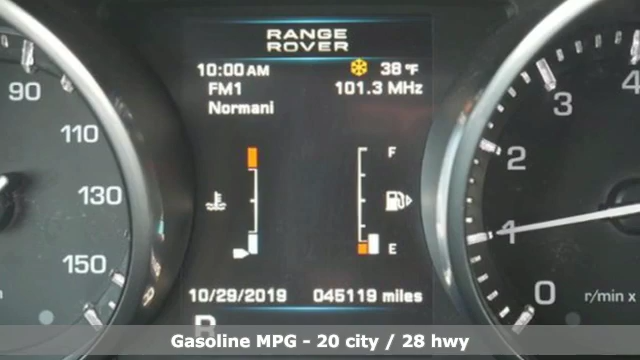 RANGE
ROVER
10:00 AM 38 °F
FM1 101.3 MHz
Normani
90
110
130
150
F
E
4
3
2
1
0
r/min x
10/29/2019 045119 miles
Gasoline MPG - 20 city / 28 hwy